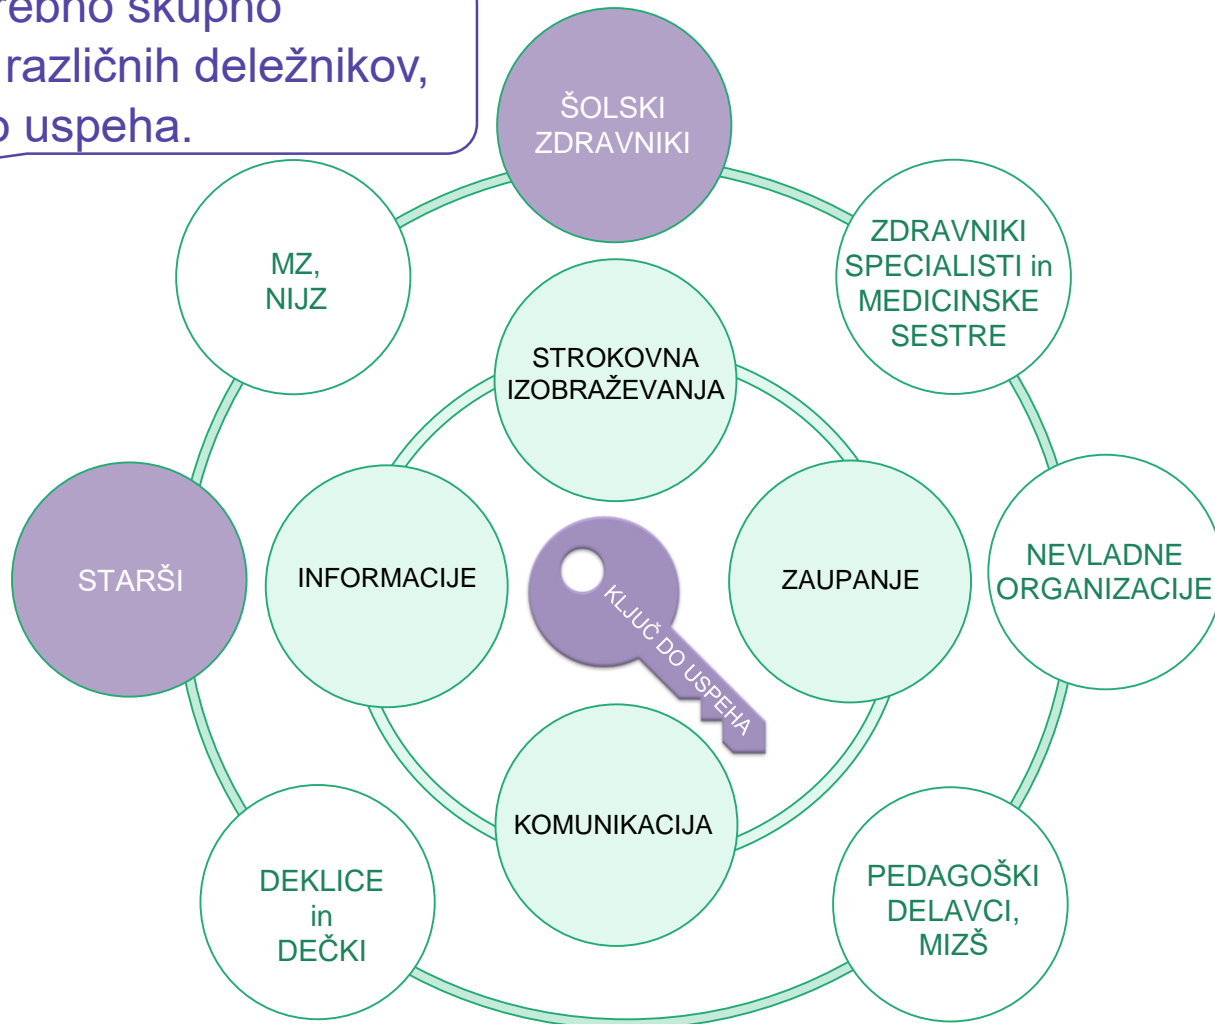 skupno
različnih deležnikov,
uspeha.
ŠOLSKI
ZDRAVNIKI
MZ,
NIJZ
ZDRAVNIKI
SPECIALISTI in
MEDICINSKE
SESTRE
STROKOVNA
IZOBRAŽEVANJA
STARŠI
INFORMACIJE
ZAUPANJE
NEVLADNE
ORGANIZACIJE
KLJUČ DO USPEHA
KOMUNIKACIJA
DEKLICE
in
DEČKI
PEDAGOŠKI
DELAVCI,
MIZŠ